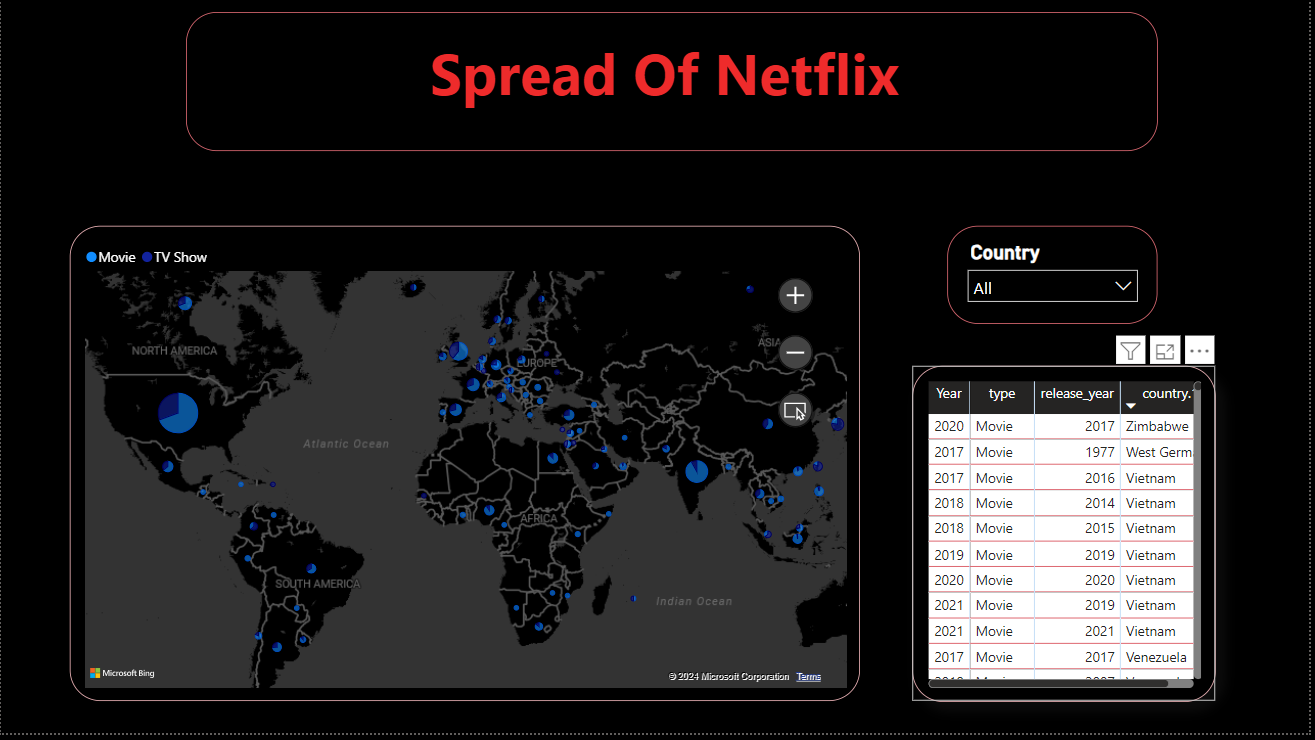 Spread Of Netflix
Movie TV Show
NORTH AMERICA
EUROPE
ASIA
Atlantic Ocean
AFRICA
SOUTH AMERICA
Indian Ocean
Microsoft Bing
© 2024 Microsoft Corporation Terms
Country
All
Year type release_year country.
2020 Movie 2017 Zimbabwe
2017 Movie 1977 West Germ
2017 Movie 2016 Vietnam
2018 Movie 2014 Vietnam
2018 Movie 2015 Vietnam
2019 Movie 2019 Vietnam
2020 Movie 2020 Vietnam
2021 Movie 2019 Vietnam
2021 Movie 2021 Vietnam
2017 Movie 2017 Venezuela